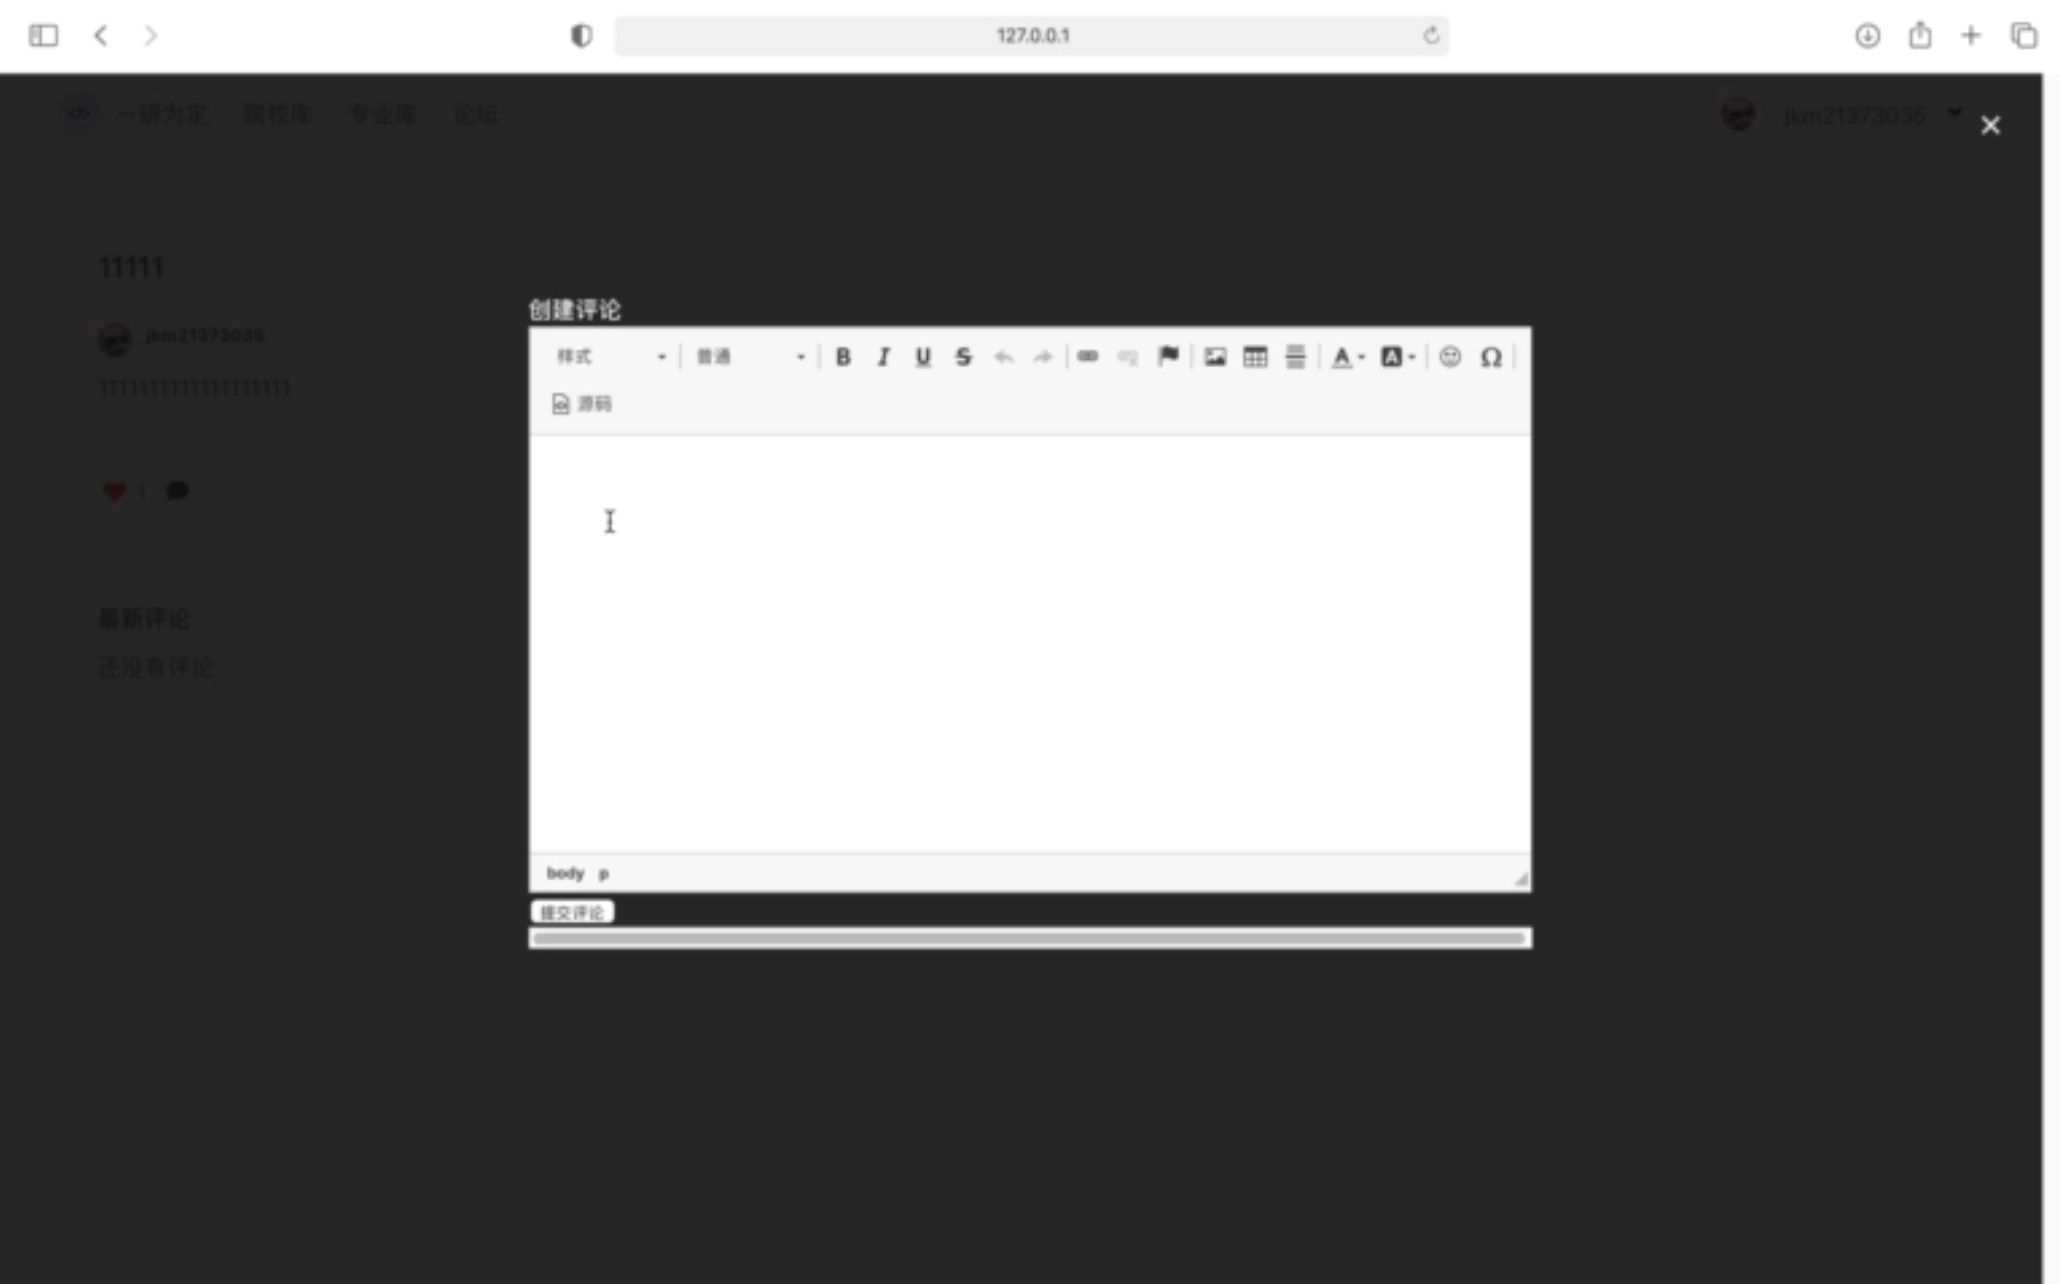 127.0.0.1
一研为定 院校库 专业库 论坛 jkm21373035
11111
创建评论
jkm21373035
样式 普通 B I U S A A Ω
源码
1
最新评论
还没有评论
body p
提交评论